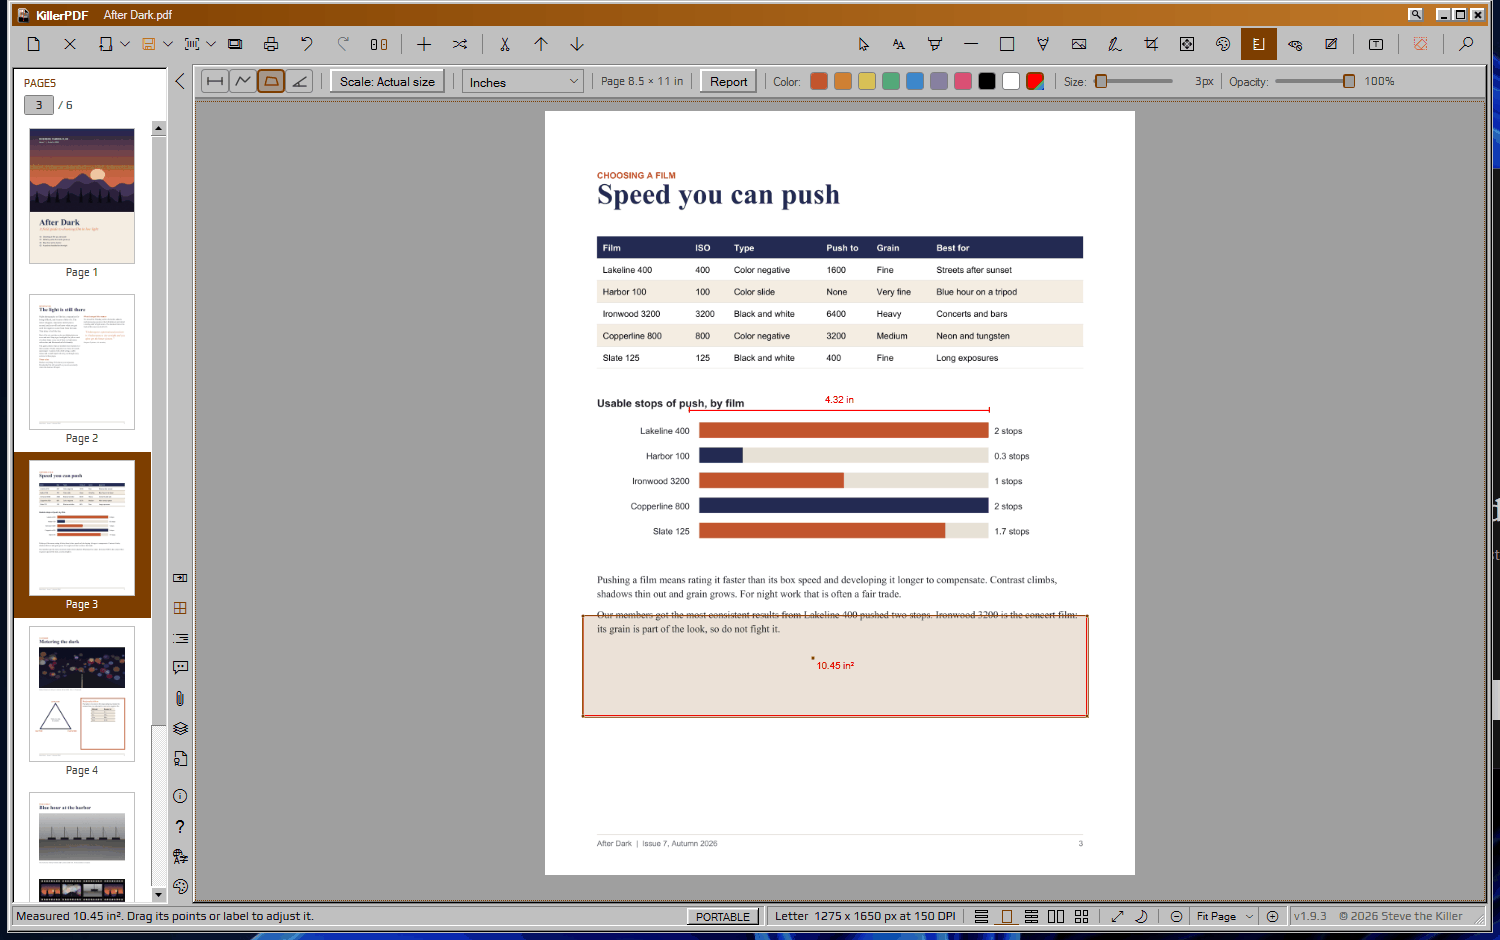 KillerPDF After Dark.pdf
Scale: Actual size Inches Page 8.5 × 11 in Report Color: Size: 3px Opacity: 100%
PAGES
3 / 6
After Dark
Page 1
The light is still there
Page 2
Speed you can push
Page 3
Metering the dark
Page 4
Blue hour at the harbor
CHOOSING A FILM
Speed you can push
Film ISO Type Push to Grain Best for
Lakeline 400 400 Color negative 1600 Fine Streets after sunset
Harbor 100 100 Color slide None Very fine Blue hour on a tripod
Ironwood 3200 3200 Black and white 6400 Heavy Concerts and bars
Copperline 800 800 Color negative 3200 Medium Neon and tungsten
Slate 125 125 Black and white 400 Fine Long exposures
Usable stops of push, by film
4.32 in
Lakeline 400 2 stops
Harbor 100 0.3 stops
Ironwood 3200 1 stops
Copperline 800 2 stops
Slate 125 1.7 stops
Pushing a film means rating it faster than its box speed and developing it longer to compensate. Contrast climbs,
shadows thin out and grain grows. For night work that is often a fair trade.
Our members got the most consistent results from Lakeline 400 pushed two stops. Ironwood 3200 is the concert film:
its grain is part of the look, so do not fight it.
10.45 in²
After Dark | Issue 7, Autumn 2026 3
Measured 10.45 in². Drag its points or label to adjust it. PORTABLE Letter 1275 x 1650 px at 150 DPI Fit Page v1.9.3 © 2026 Steve the Killer